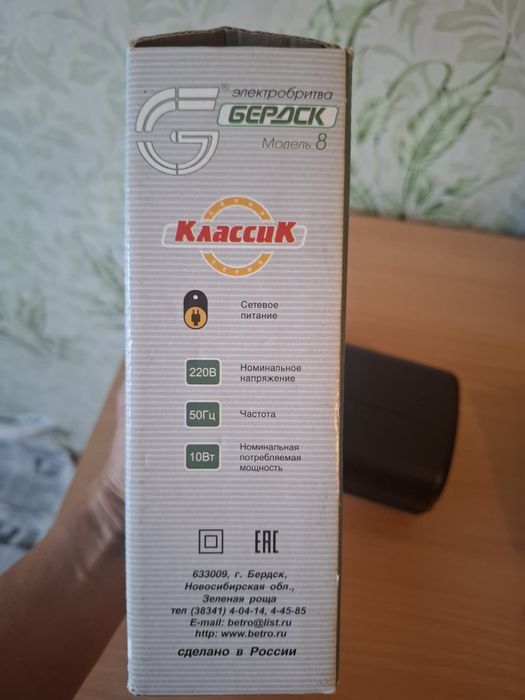 ® электробритва
БЕРДСК
Модель 8
СЕРИЯ
КлассиК
СЕРИЯ
Сетевое
питание
220В Номинальное
напряжение
50Гц Частота
10Вт Номинальная
потребляемая
мощность
ЕАС
633009, г. Бердск,
Новосибирская обл.,
Зеленая роща
тел (38341) 4-04-14, 4-45-85
E-mail: betro@list.ru
http: www.betro.ru
сделано в России